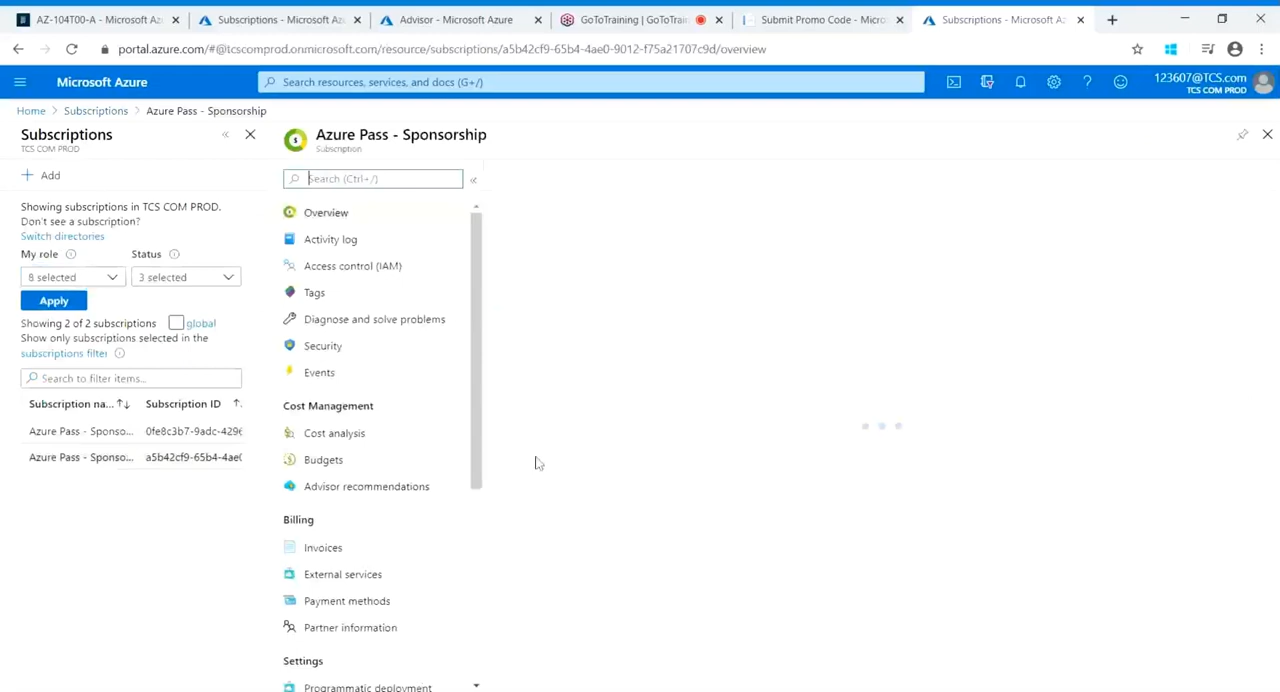 AZ-104T00-A - Microsoft Az
Subscriptions - Microsoft Az
Advisor - Microsoft Azure
GoToTraining | GoToTrain
Submit Promo Code - Micro
Subscriptions - Microsoft A
portal.azure.com/#@tcscomprod.onmicrosoft.com/resource/subscriptions/a5b42cf9-65b4-4ae0-9012-f75a21707c9d/overview
Microsoft Azure
Search resources, services, and docs (G+/)
123607@TCS.com
TCS COM PROD
Home > Subscriptions > Azure Pass - Sponsorship
Subscriptions
TCS COM PROD
Add
Showing subscriptions in TCS COM PROD.
Don't see a subscription?
Switch directories
My role
Status
8 selected
3 selected
Apply
Showing 2 of 2 subscriptions
global
Show only subscriptions selected in the
subscriptions filter
Search to filter items...
Subscription na...
Subscription ID
Azure Pass - Sponso...
0fe8c3b7-9adc-4296
Azure Pass - Sponso...
a5b42cf9-65b4-4ae0
Azure Pass - Sponsorship
Subscription
Search (Ctrl+/)
Overview
Activity log
Access control (IAM)
Tags
Diagnose and solve problems
Security
Events
Cost Management
Cost analysis
Budgets
Advisor recommendations
Billing
Invoices
External services
Payment methods
Partner information
Settings
Programmatic deployment